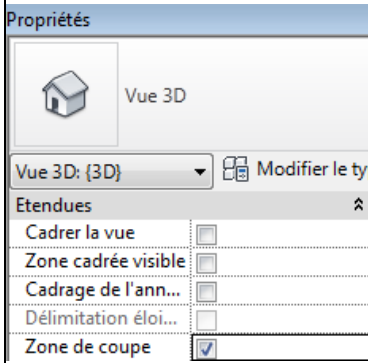 Propriétés
Vue 3D
Vue 3D: {3D} Modifier le ty
Etendues
Cadrer la vue
Zone cadrée visible
Cadrage de l'ann...
Délimitation éloi...
Zone de coupe